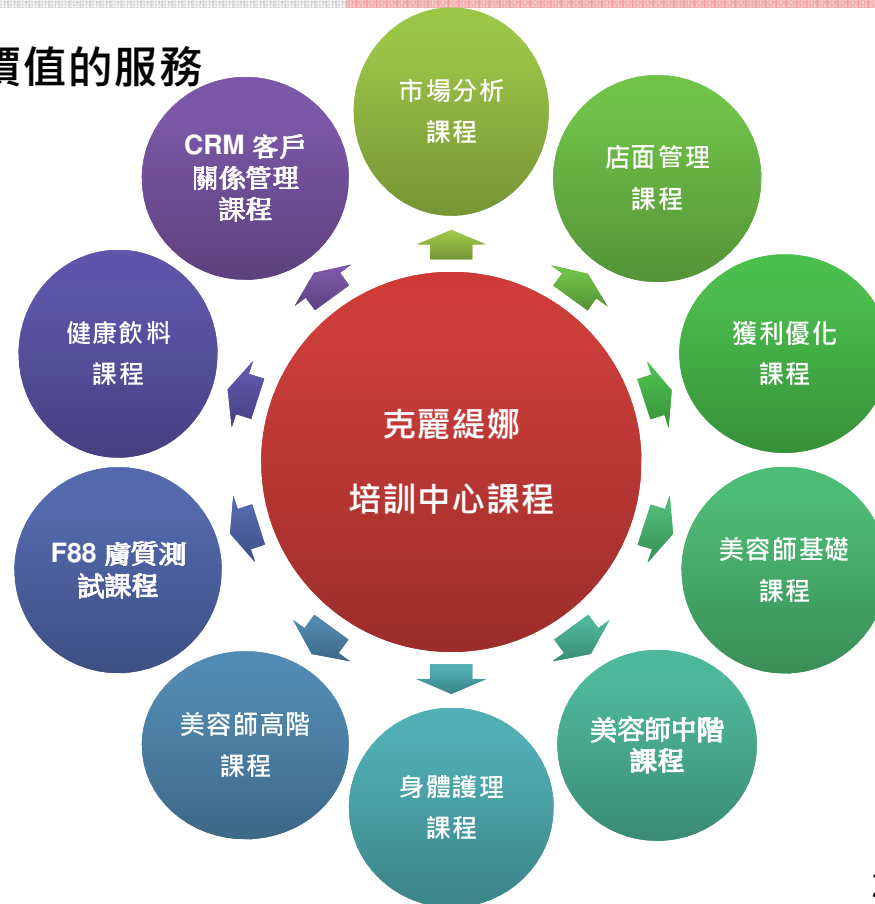 價值的服務
市場分析
課程
店面管理
課程
獲利優化
課程
美容師基礎
課程
美容師中階
課程
身體護理
課程
美容師高階
課程
F88 膚質測
試課程
健康飲料
課程
CRM 客戶
關係管理
課程
克麗緹娜
培訓中心課程